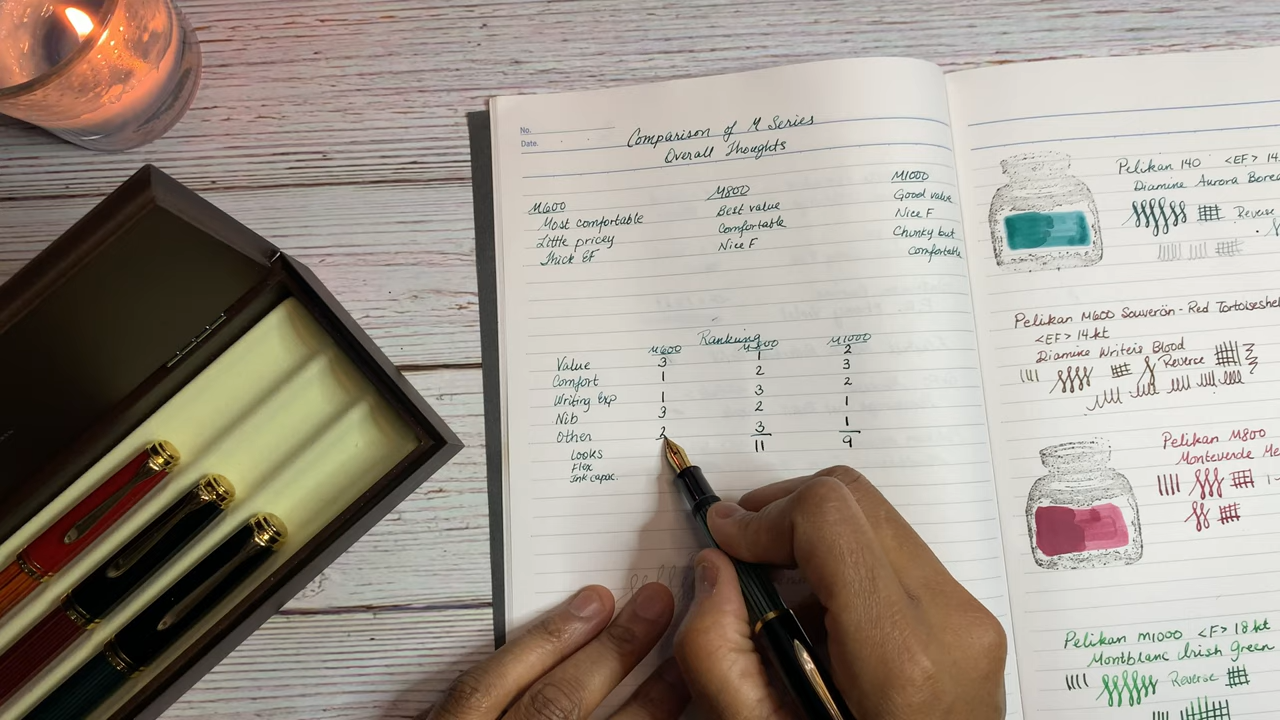 No.
Date.
Comparison of M Series
Overall Thoughts
M600 M800 M1000
Most comfortable Best value Good value
Little pricey Comfortable Nice F
Thick EF Nice F Chunky but
comfortable
Ranking
M600 M800 M1000
Value 3 1 2
Comfort 1 2 3
Writing Exp 1 3 2
Nib 3 2 1
Other 2 3 1
Looks 11 9
Flex
Ink capac.
Pelikan 140 <EF> 14
Diamine Aurora Borea
Reverse
Pelikan M600 Souverän - Red Tortoiseshel
<EF> 14kt
Diamine Writer's Blood
Reverse
Pelikan M800
Monteverde Me
Pelikan M1000 <F> 18kt
Montblanc Irish Green
Reverse